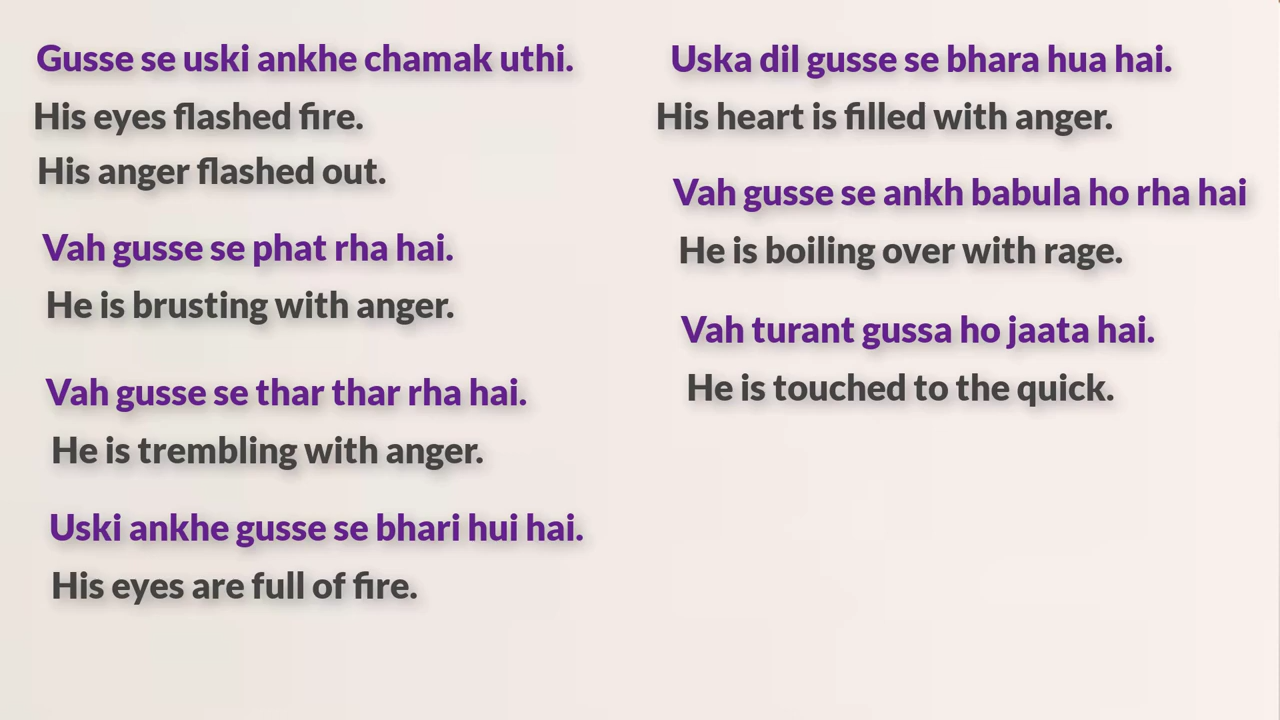 Gusse se uski ankhe chamak uthi.
His eyes flashed fire.
His anger flashed out.
Vah gusse se phat rha hai.
He is brusting with anger.
Vah gusse se thar thar rha hai.
He is trembling with anger.
Uski ankhe gusse se bhari hui hai.
His eyes are full of fire.
Uska dil gusse se bhara hua hai.
His heart is filled with anger.
Vah gusse se ankh babula ho rha hai
He is boiling over with rage.
Vah turant gussa ho jaata hai.
He is touched to the quick.